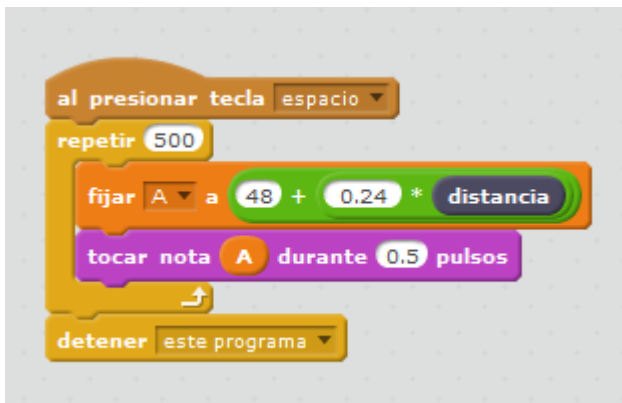 al presionar tecla espacio
repetir 500
fijar A a 48 + 0.24 * distancia
tocar nota A durante 0.5 pulsos
detener este programa